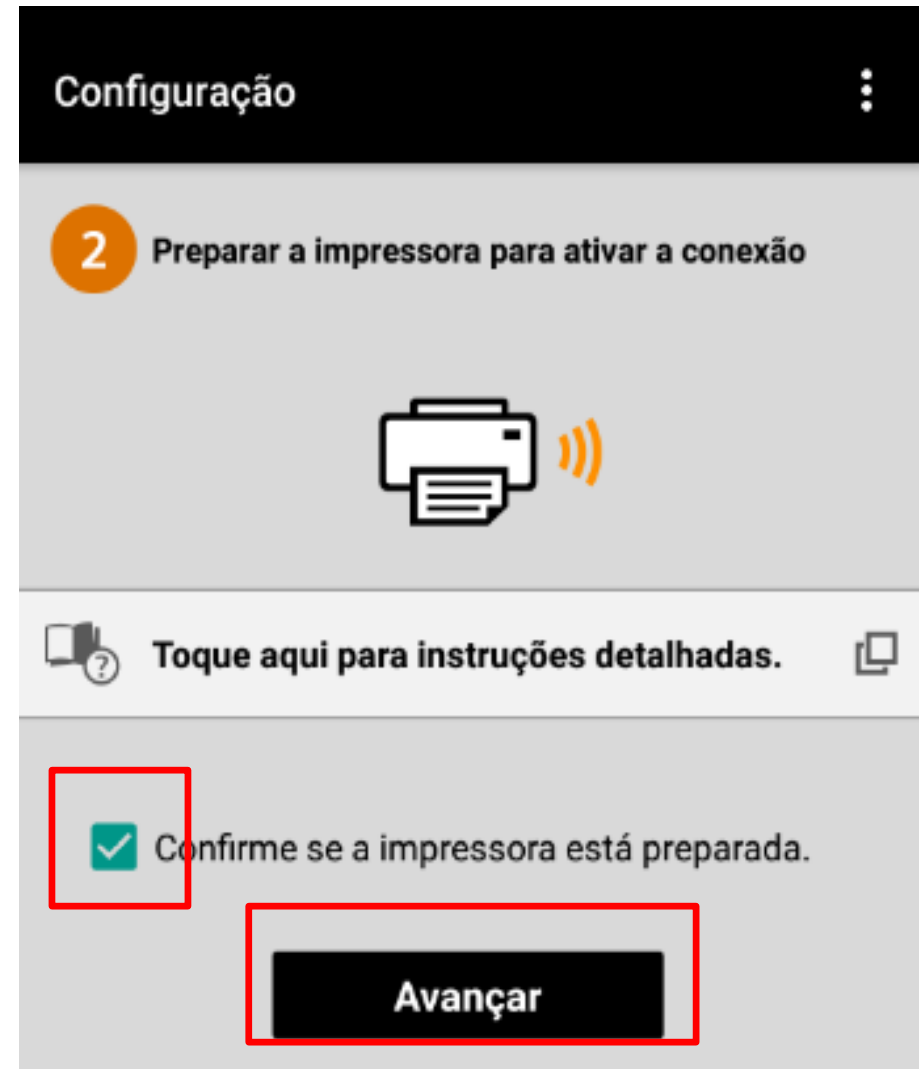 Configuração
2 Preparar a impressora para ativar a conexão
? Toque aqui para instruções detalhadas.
Confirme se a impressora está preparada.
Avançar